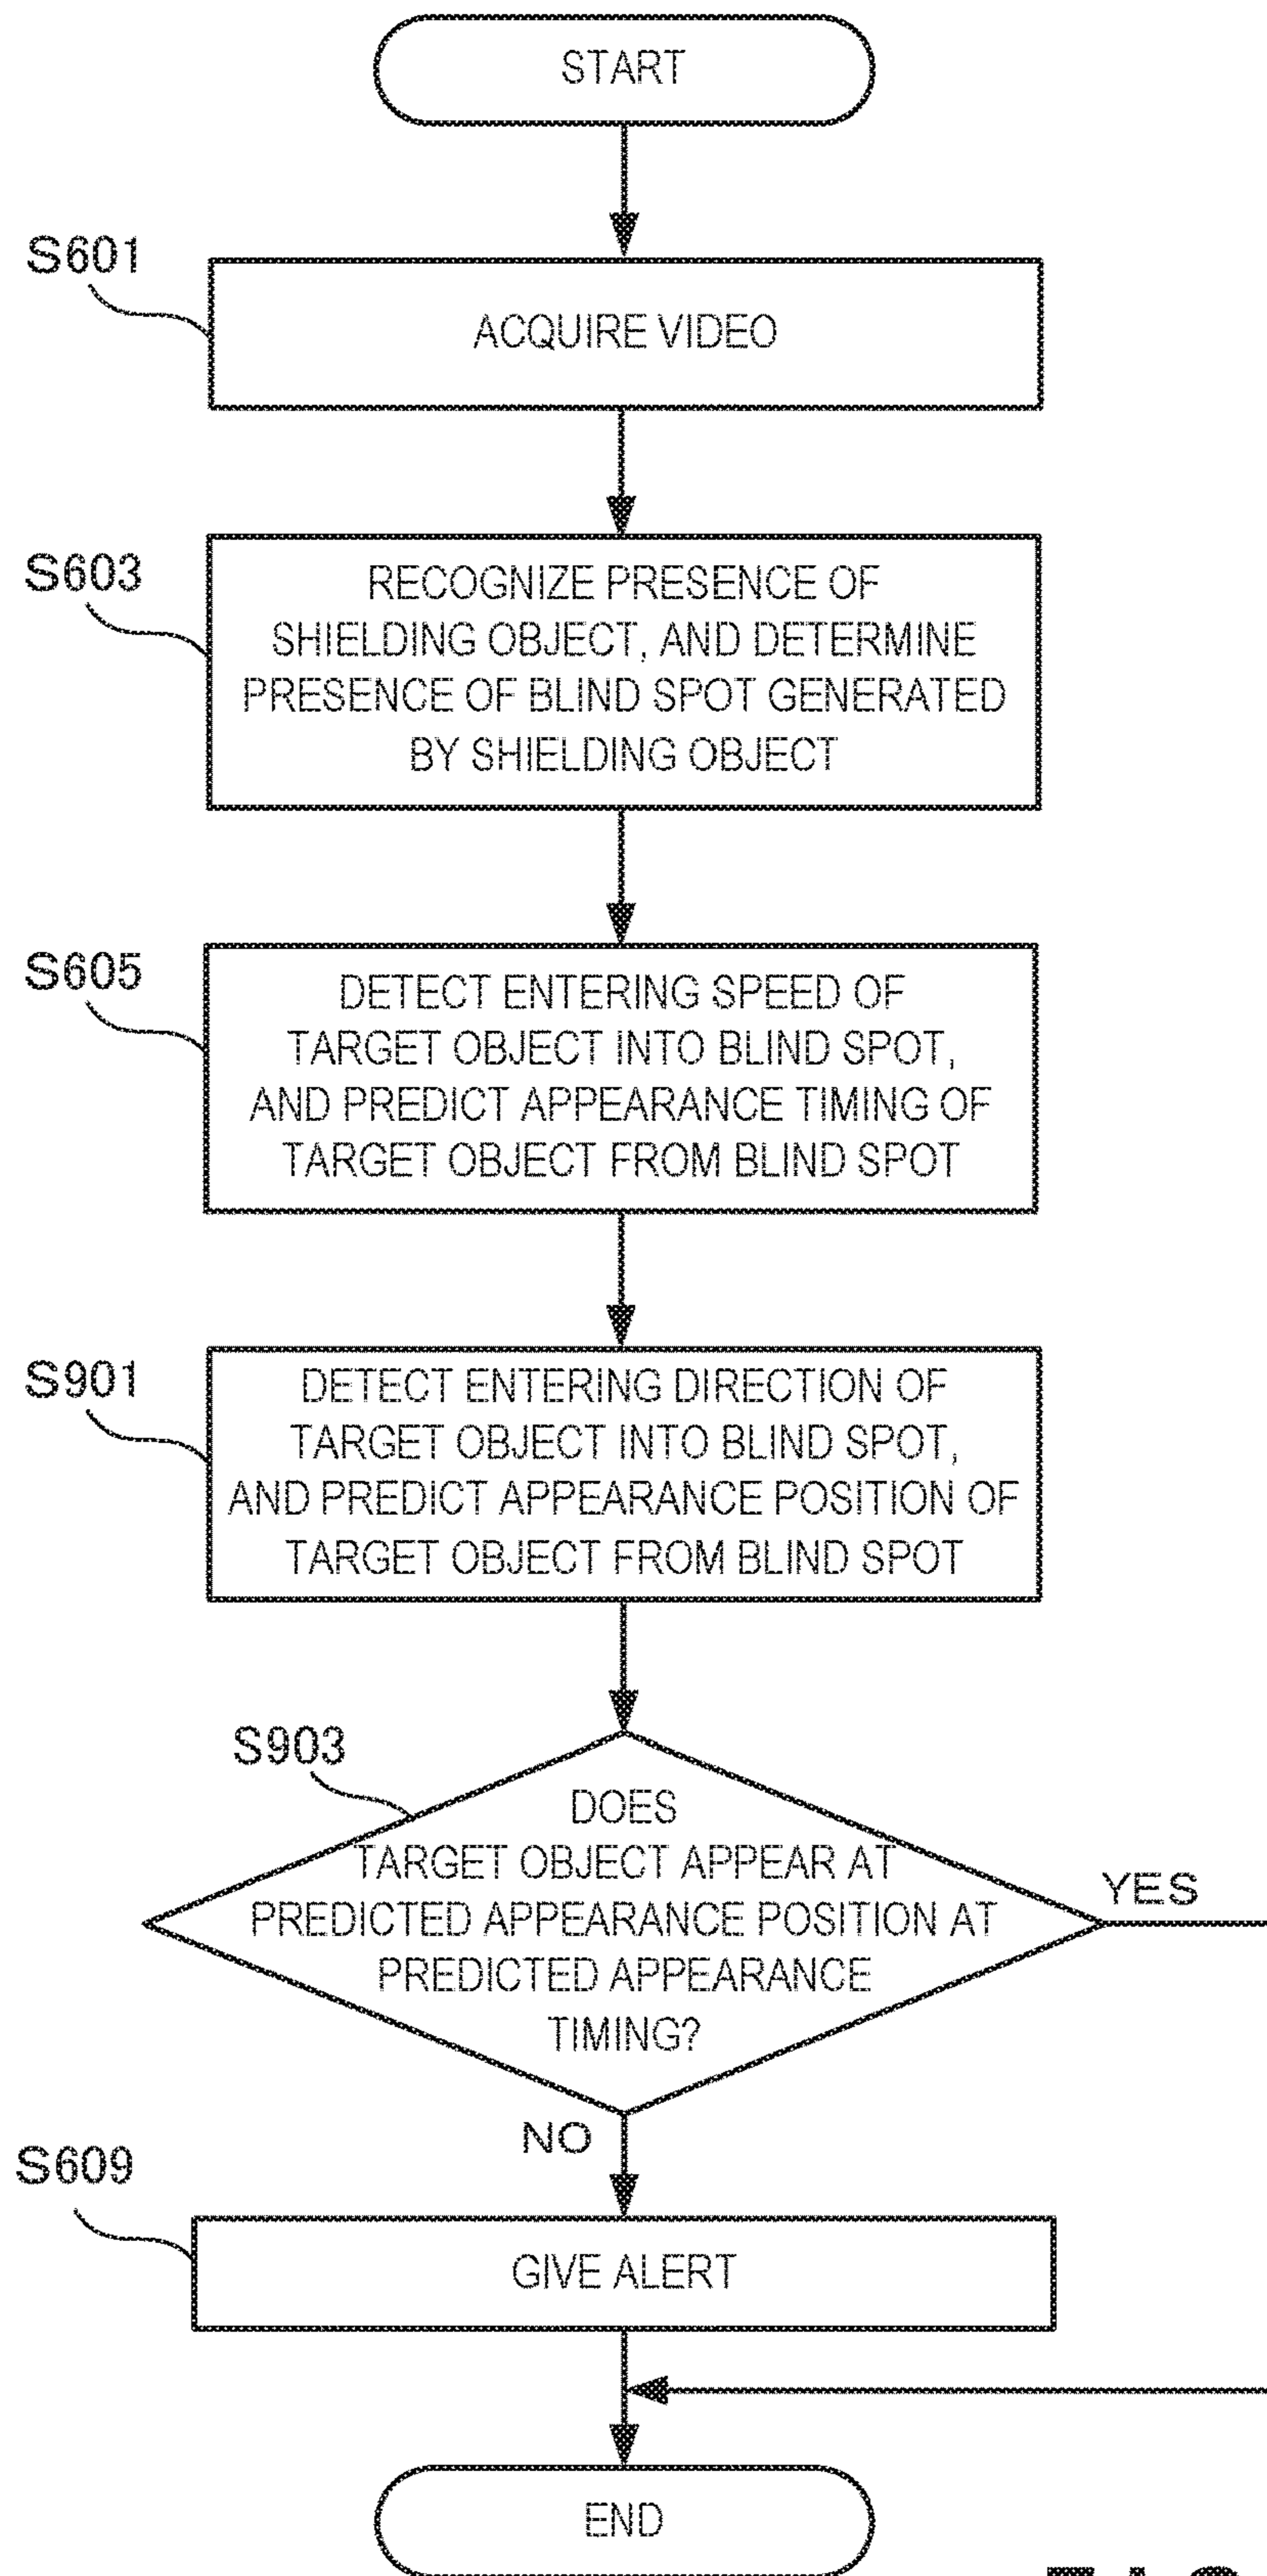 START
S601
ACQUIRE VIDEO
S603
RECOGNIZE PRESENCE OF
SHIELDING OBJECT, AND DETERMINE
PRESENCE OF BLIND SPOT GENERATED
BY SHIELDING OBJECT
S605
DETECT ENTERING SPEED OF
TARGET OBJECT INTO BLIND SPOT,
AND PREDICT APPEARANCE TIMING OF
TARGET OBJECT FROM BLIND SPOT
S901
DETECT ENTERING DIRECTION OF
TARGET OBJECT INTO BLIND SPOT,
AND PREDICT APPEARANCE POSITION OF
TARGET OBJECT FROM BLIND SPOT
S903
DOES
TARGET OBJECT APPEAR AT
PREDICTED APPEARANCE POSITION AT
PREDICTED APPEARANCE
TIMING?
YES
NO
S609
GIVE ALERT
END